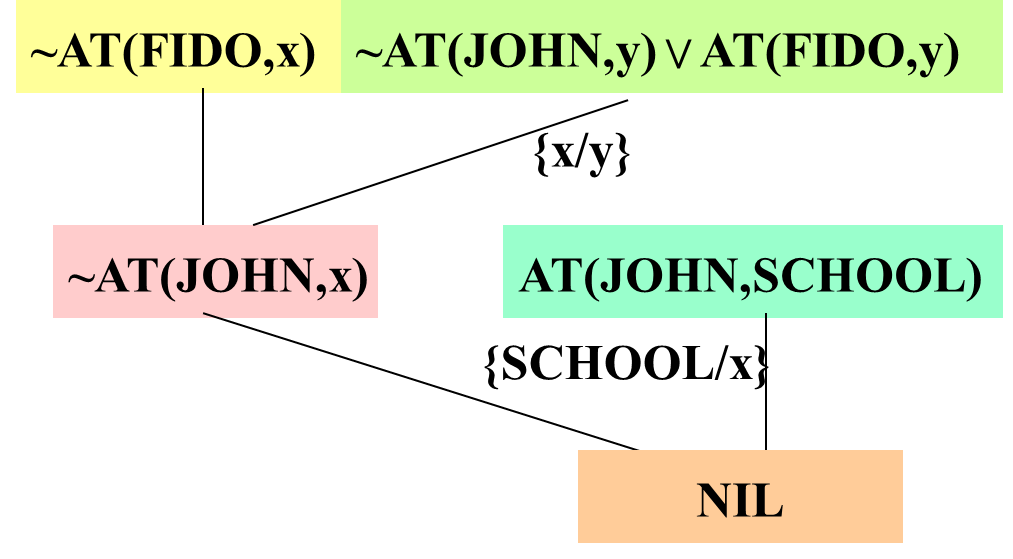 ~AT(FIDO,x) ~AT(JOHN,y) ∨ AT(FIDO,y)
{x/y}
~AT(JOHN,x) AT(JOHN,SCHOOL)
{SCHOOL/x}
NIL